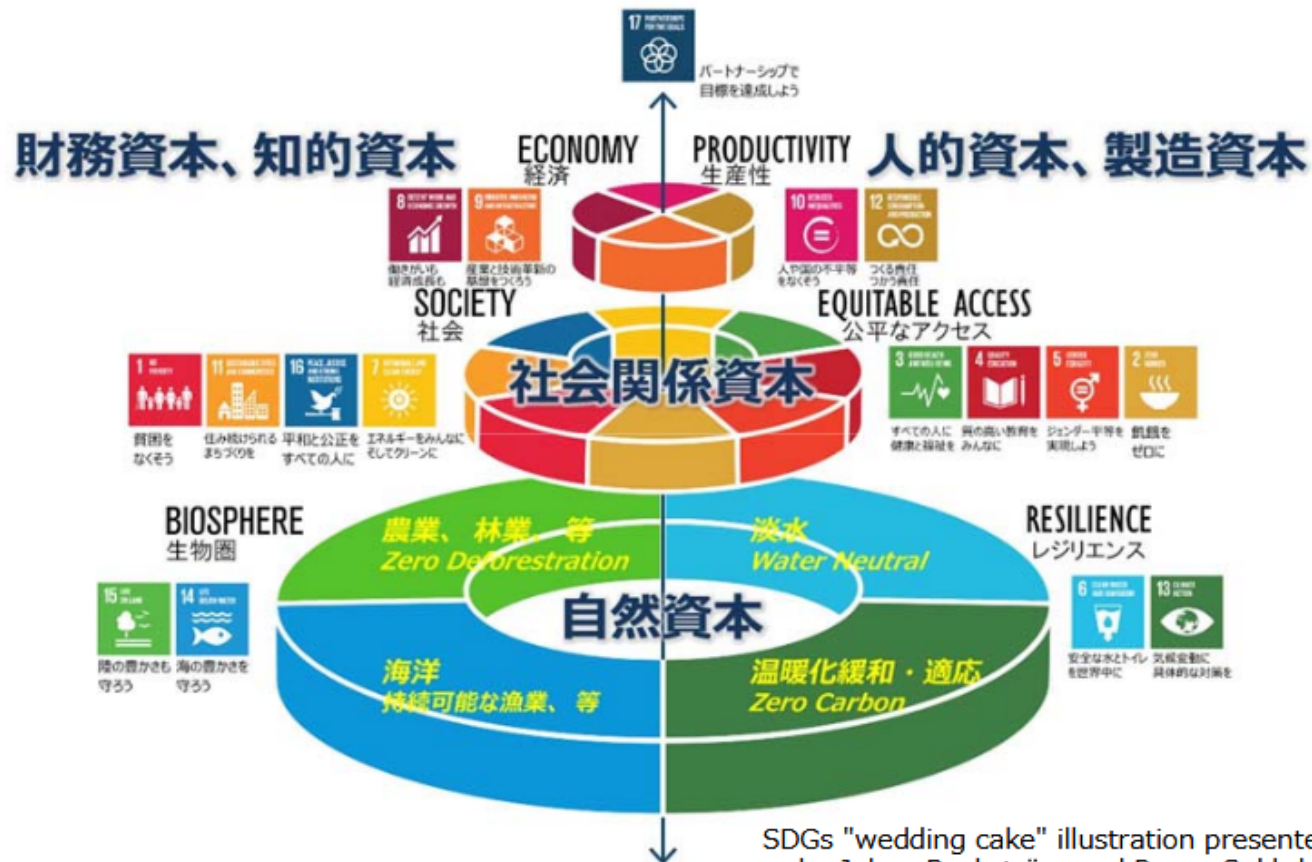 17 PARTNERSHIPS
FOR THE GOALS
パートナーシップで
目標を達成しよう
財務資本、知的資本
ECONOMY
経済
PRODUCTIVITY
生産性
人的資本、製造資本
8 DECENT WORK AND
ECONOMIC GROWTH
働きがいも
経済成長も
9 INDUSTRY, INNOVATION
AND INFRASTRUCTURE
産業と技術革新の
基盤をつくろう
10 REDUCED
INEQUALITIES
人や国の不平等
をなくそう
12 RESPONSIBLE
CONSUMPTION
AND PRODUCTION
つくる責任
つかう責任
SOCIETY
社会
EQUITABLE ACCESS
公平なアクセス
社会関係資本
1 NO
POVERTY
貧困を
なくそう
11 SUSTAINABLE CITIES
AND COMMUNITIES
住み続けられる
まちづくりを
16 PEACE, JUSTICE
AND STRONG
INSTITUTIONS
平和と公正を
すべての人に
7 AFFORDABLE AND
CLEAN ENERGY
エネルギーをみんなに
そしてクリーンに
3 GOOD HEALTH
AND WELL-BEING
すべての人に
健康と福祉を
4 QUALITY
EDUCATION
質の高い教育を
みんなに
5 GENDER
EQUALITY
ジェンダー平等を
実現しよう
2 ZERO
HUNGER
飢餓を
ゼロに
BIOSPHERE
生物圏
RESILIENCE
レジリエンス
農業、林業、等
Zero Deforestration
淡水
Water Neutral
自然資本
海洋
持続可能な漁業、等
温暖化緩和・適応
Zero Carbon
15 LIFE
ON LAND
陸の豊かさも
守ろう
14 LIFE
BELOW WATER
海の豊かさを
守ろう
6 CLEAN WATER
AND SANITATION
安全な水とトイレ
を世界中に
13 CLIMATE
ACTION
気候変動に
具体的な対策を
SDGs "wedding cake" illustration presente